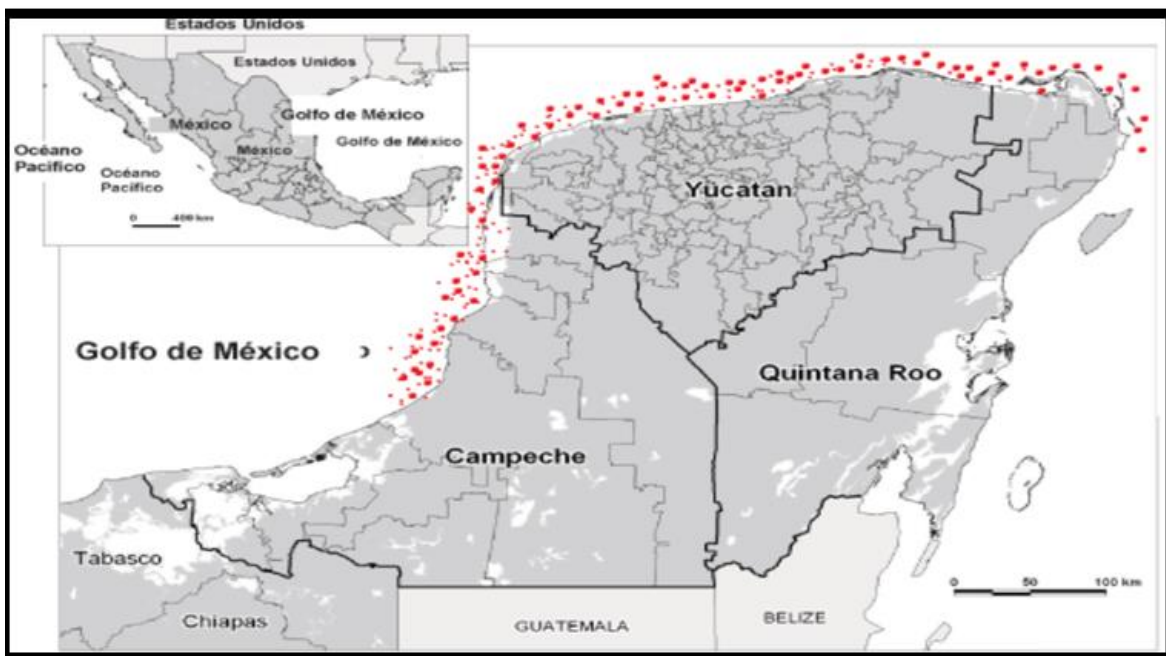 Estados Unidos
Estados Unidos
Golfo de México
México
Golfo de México
Océano
Pacífico
México
Océano
Pacífico
0 400 km
Yucatan
Golfo de México
Quintana Roo
Campeche
Tabasco
0 50 100 km
Chiapas
GUATEMALA
BELIZE